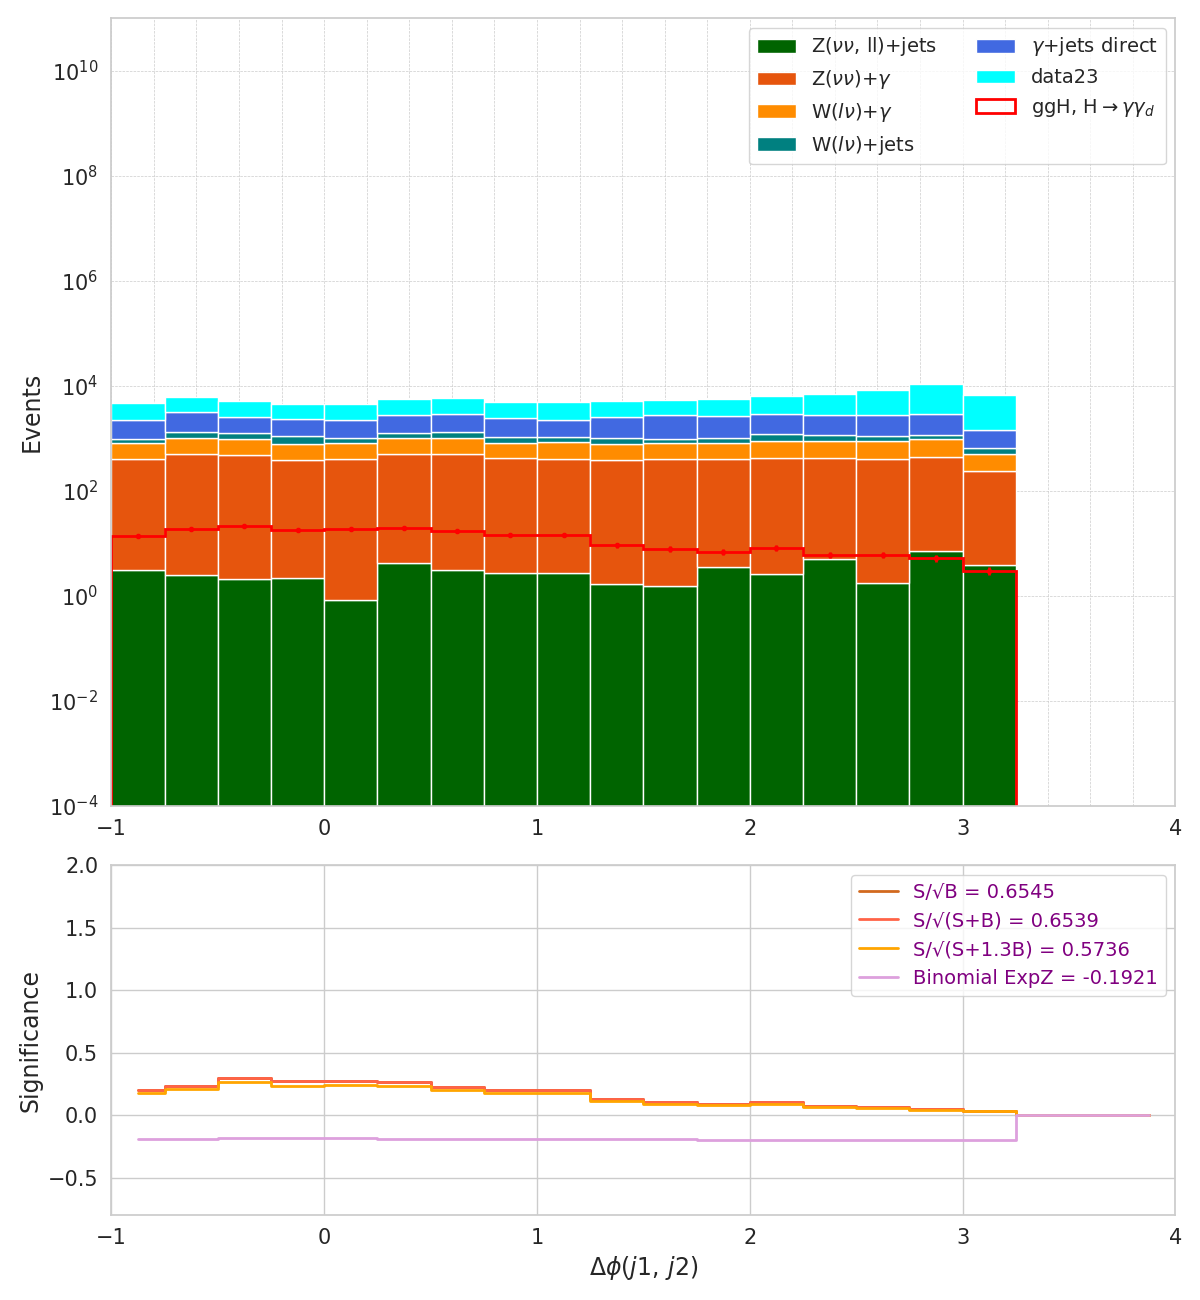 Z(νν, ll)+jets
Z(νν)+γ
W(lν)+γ
W(lν)+jets
γ+jets direct
data23
ggH, H→γγ_d
Events
10^10
10^8
10^6
10^4
10^2
10^0
10^−2
10^−4
−1 0 1 2 3 4
S/√B = 0.6545
S/√(S+B) = 0.6539
S/√(S+1.3B) = 0.5736
Binomial ExpZ = -0.1921
Significance
2.0
1.5
1.0
0.5
0.0
−0.5
−1 0 1 2 3 4
Δϕ(j1, j2)